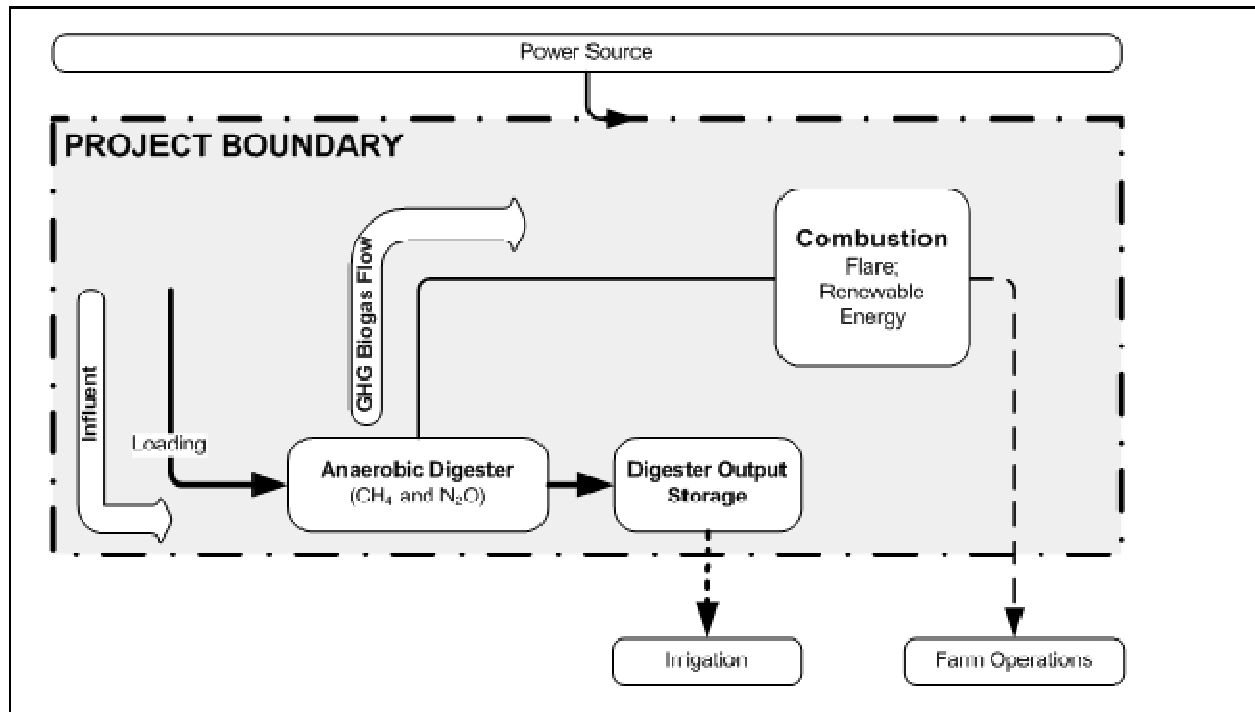 Power Source
PROJECT BOUNDARY
GHG Biogas Flow
Combustion
Flare;
Renewable
Energy
Influent
Loading
Anaerobic Digester
(CH₄ and N₂O)
Digester Output
Storage
Irrigation
Farm Operations